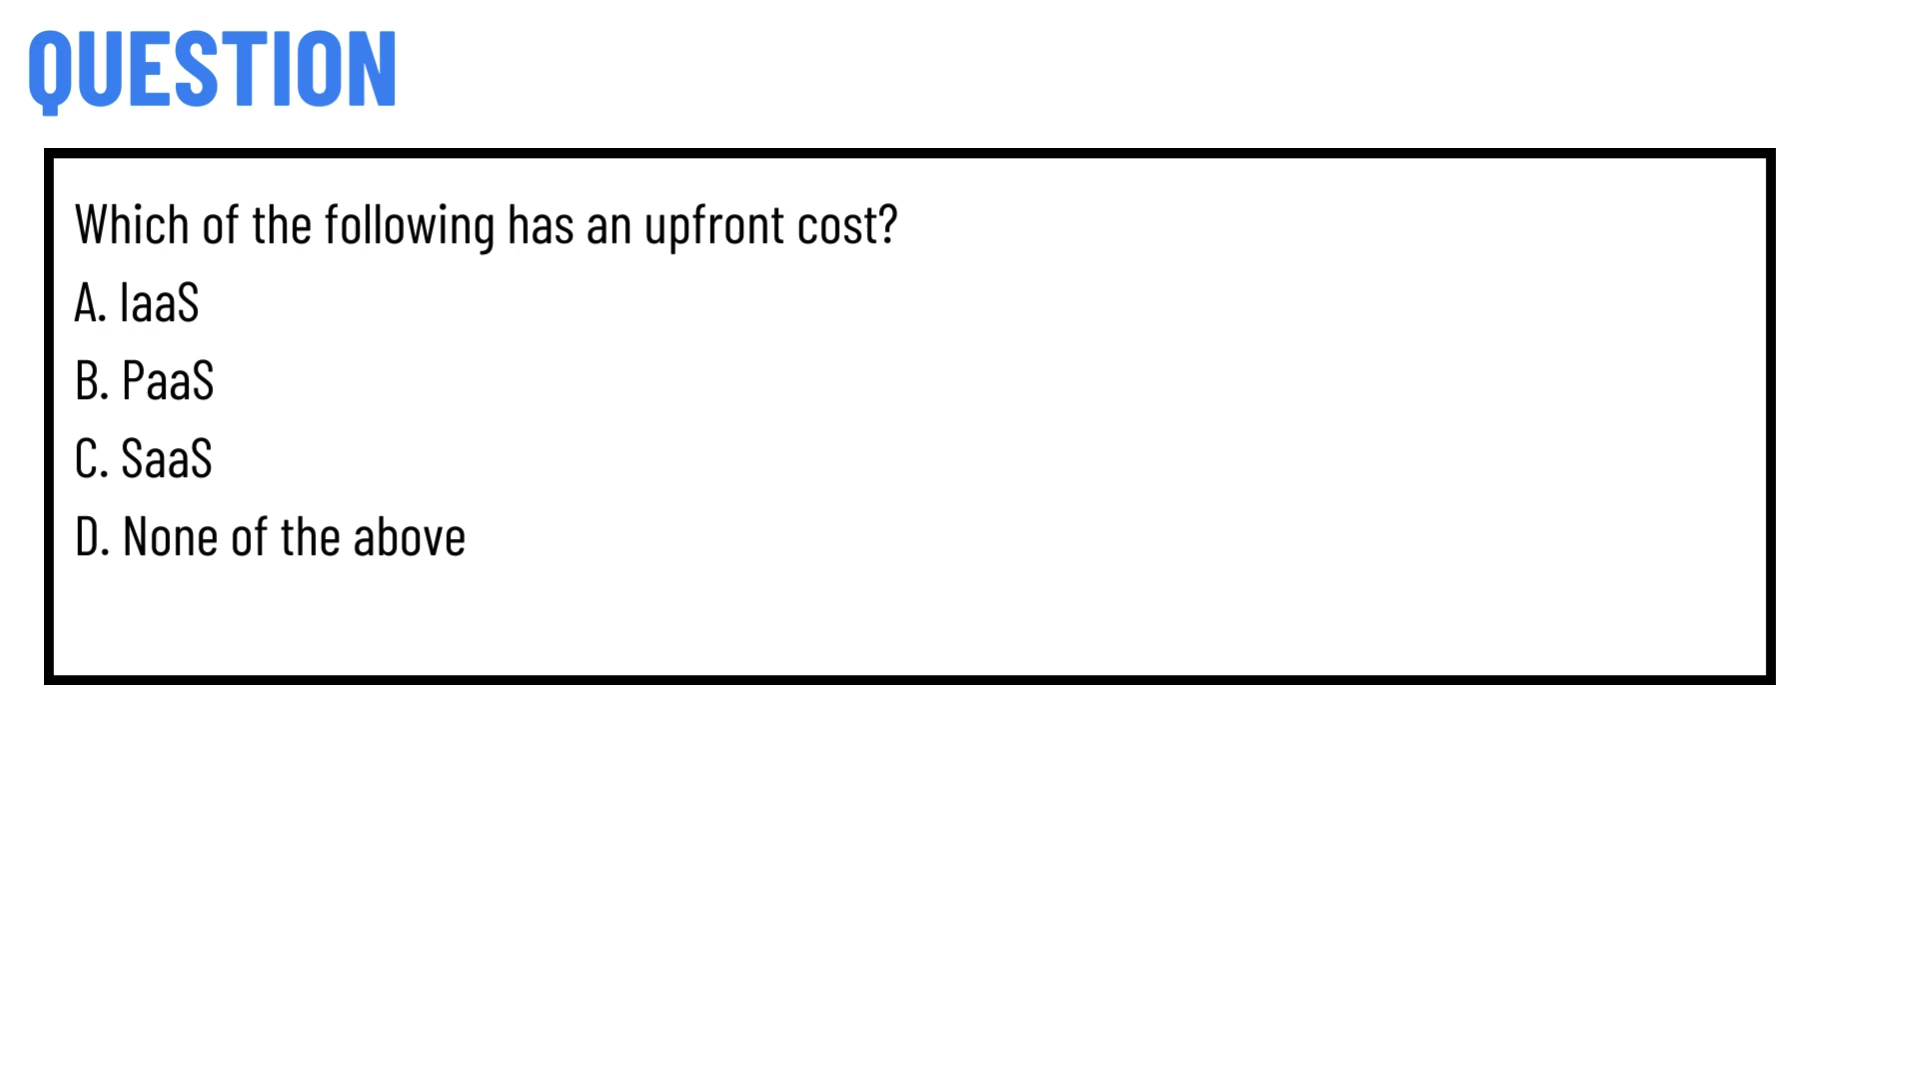 QUESTION
Which of the following has an upfront cost?
A. IaaS
B. PaaS
C. SaaS
D. None of the above